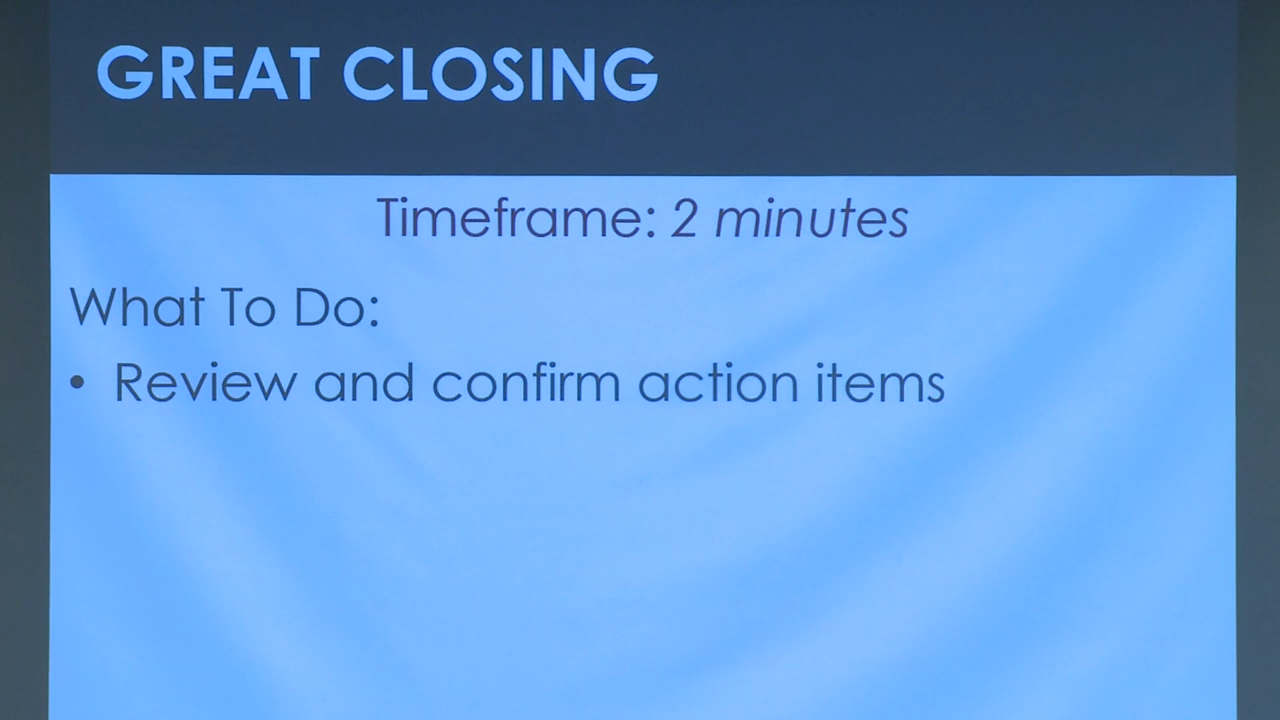 GREAT CLOSING
Timeframe: 2 minutes
What To Do:
• Review and confirm action items